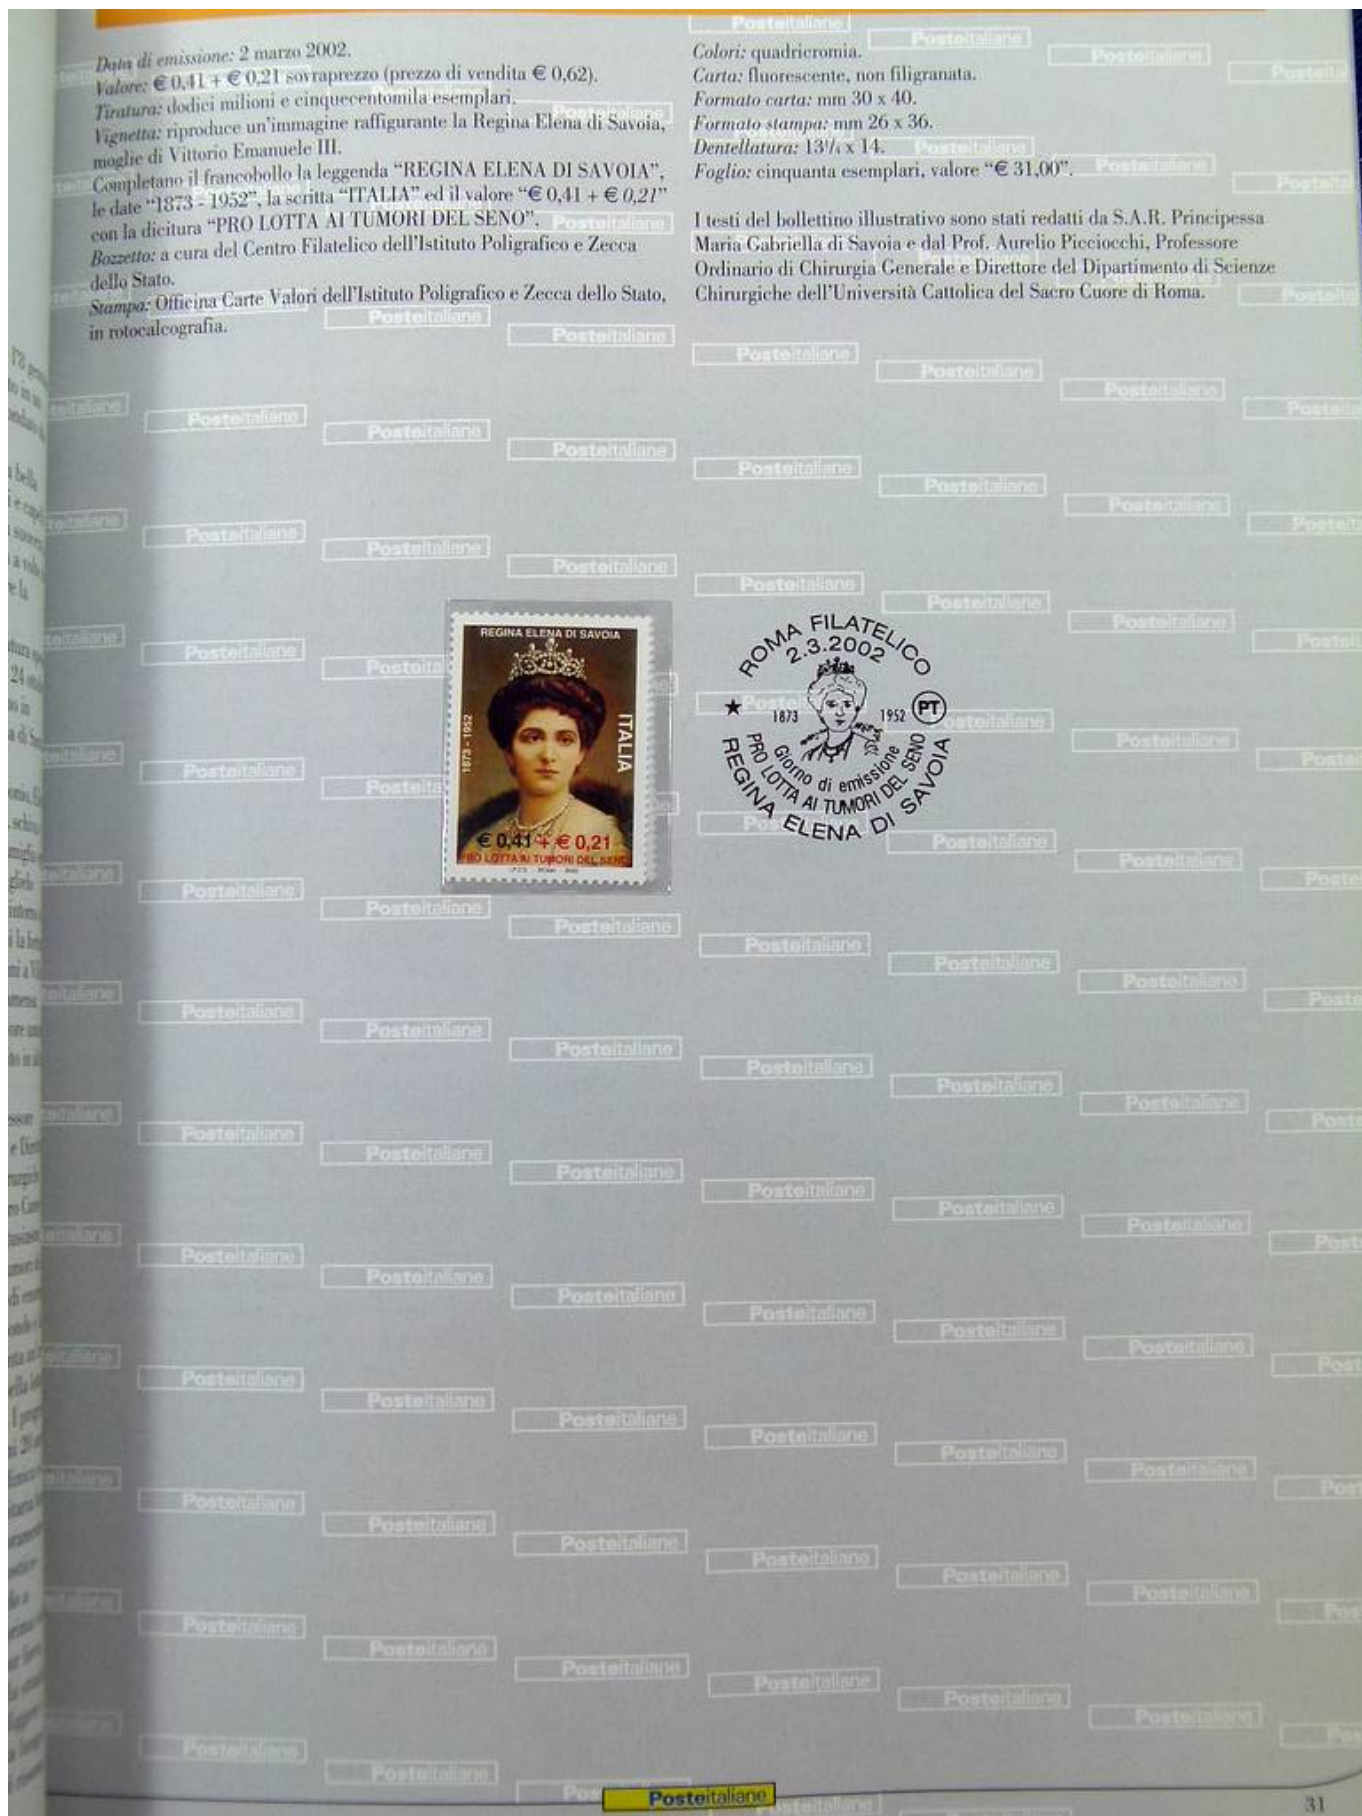 Data di emissione: 2 marzo 2002.
Valore: € 0,41 + € 0,21 sovraprezzo (prezzo di vendita € 0,62).
Tiratura: dodici milioni e cinquecentomila esemplari.
Vignetta: riproduce un'immagine raffigurante la Regina Elena di Savoia,
moglie di Vittorio Emanuele III.
Completano il francobollo la leggenda “REGINA ELENA DI SAVOIA”,
le date “1873 - 1952”, la scritta “ITALIA” ed il valore “€ 0,41 + € 0,21”
con la dicitura “PRO LOTTA AI TUMORI DEL SENO”.
Bozzetto: a cura del Centro Filatelico dell'Istituto Poligrafico e Zecca
dello Stato.
Stampa: Officina Carte Valori dell'Istituto Poligrafico e Zecca dello Stato,
in rotocalcografia.
Colori: quadricromia.
Carta: fluorescente, non filigranata.
Formato carta: mm 30 x 40.
Formato stampa: mm 26 x 36.
Dentellatura: 13¹/₄ x 14.
Foglio: cinquanta esemplari, valore “€ 31,00”.
I testi del bollettino illustrativo sono stati redatti da S.A.R. Principessa
Maria Gabriella di Savoia e dal Prof. Aurelio Picciocchi, Professore
Ordinario di Chirurgia Generale e Direttore del Dipartimento di Scienze
Chirurgiche dell'Università Cattolica del Sacro Cuore di Roma.
REGINA ELENA DI SAVOIA
1873 - 1952
ITALIA
€ 0,41 + € 0,21
PRO LOTTA AI TUMORI DEL SENO
ROMA FILATELICO
2.3.2002
1873 1952 PT
Giorno di emissione
PRO LOTTA AI TUMORI DEL SENO
REGINA ELENA DI SAVOIA
Posteitaliane
31